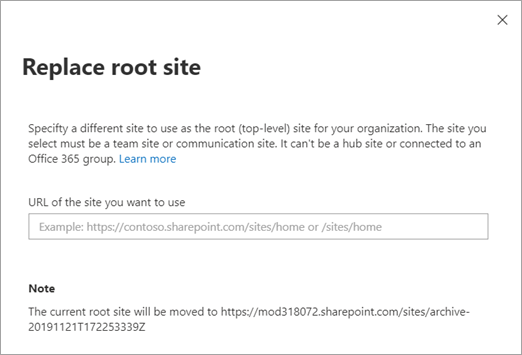 Replace root site
Specifty a different site to use as the root (top-level) site for your organization. The site you
select must be a team site or communication site. It can't be a hub site or connected to an
Office 365 group. Learn more
URL of the site you want to use
Example: https://contoso.sharepoint.com/sites/home or /sites/home
Note
The current root site will be moved to https://mod318072.sharepoint.com/sites/archive-
20191121T172253339Z